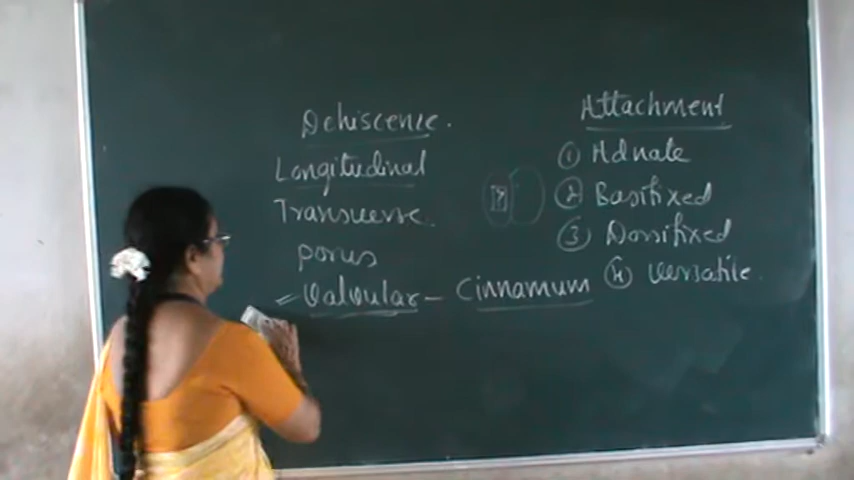 Dehiscence.
Longitudinal
Transverse.
porus
Valvular - Cinnamum
Attachment
1 Adnate
2 Basifixed
3 Dorsifixed
4 Versatile.